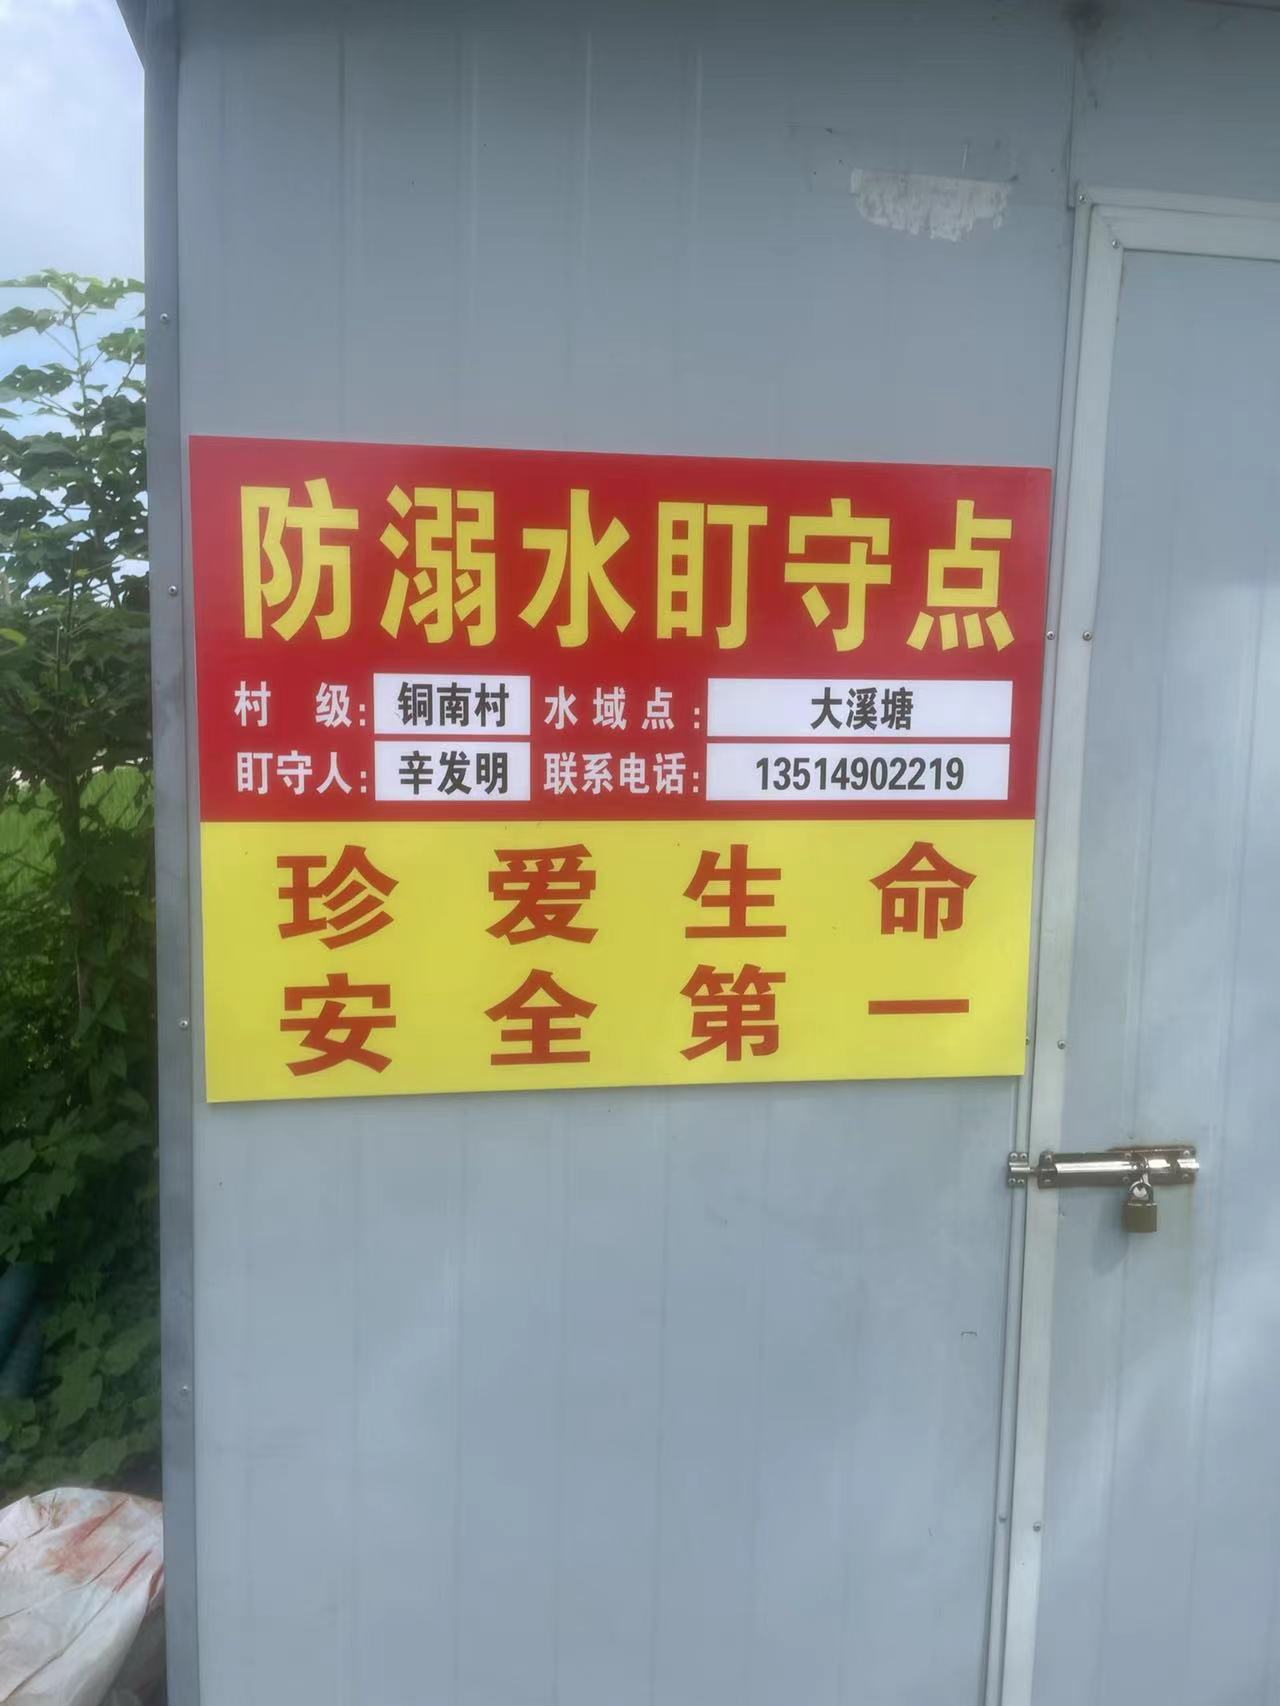 防溺水盯守点
村 级: 铜南村 水域点: 大溪塘
盯守人: 辛发明 联系电话: 13514902219
珍爱生命
安全第一